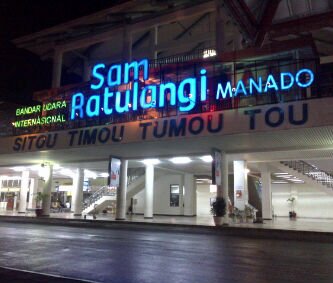 BANDAR UDARA
INTERNASIONAL
Sam
Ratulangi MANADO
SITOU TIMOU TUMOU TOU